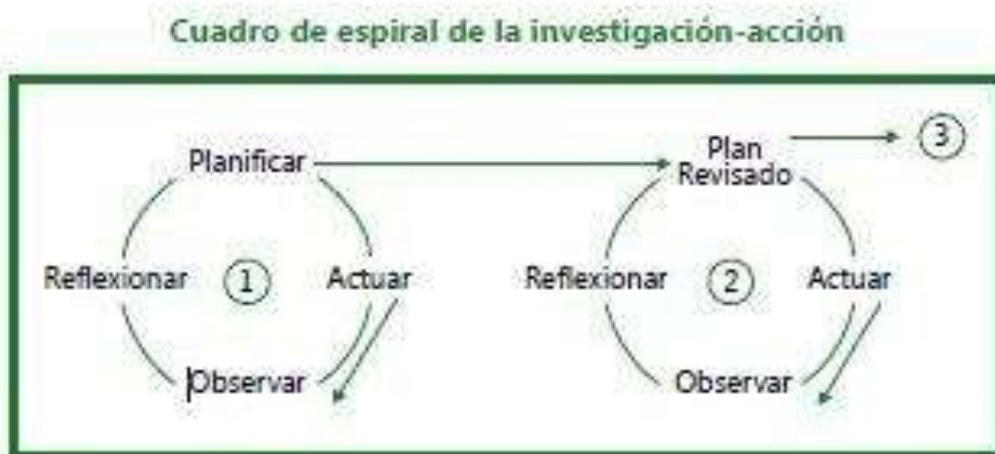 Cuadro de espiral de la investigación-acción
Planificar
Reflexionar
1
Actuar
Observar
Plan
Revisado
3
Reflexionar
2
Actuar
Observar